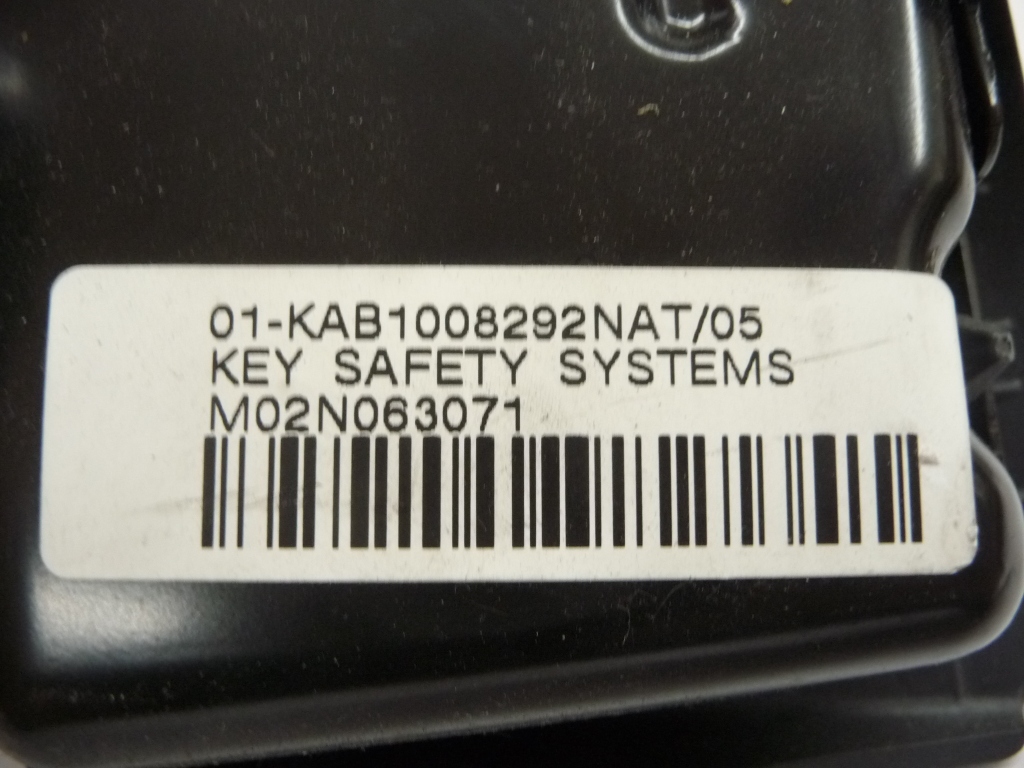 01-KAB1008292NAT/05
KEY SAFETY SYSTEMS
M02N063071